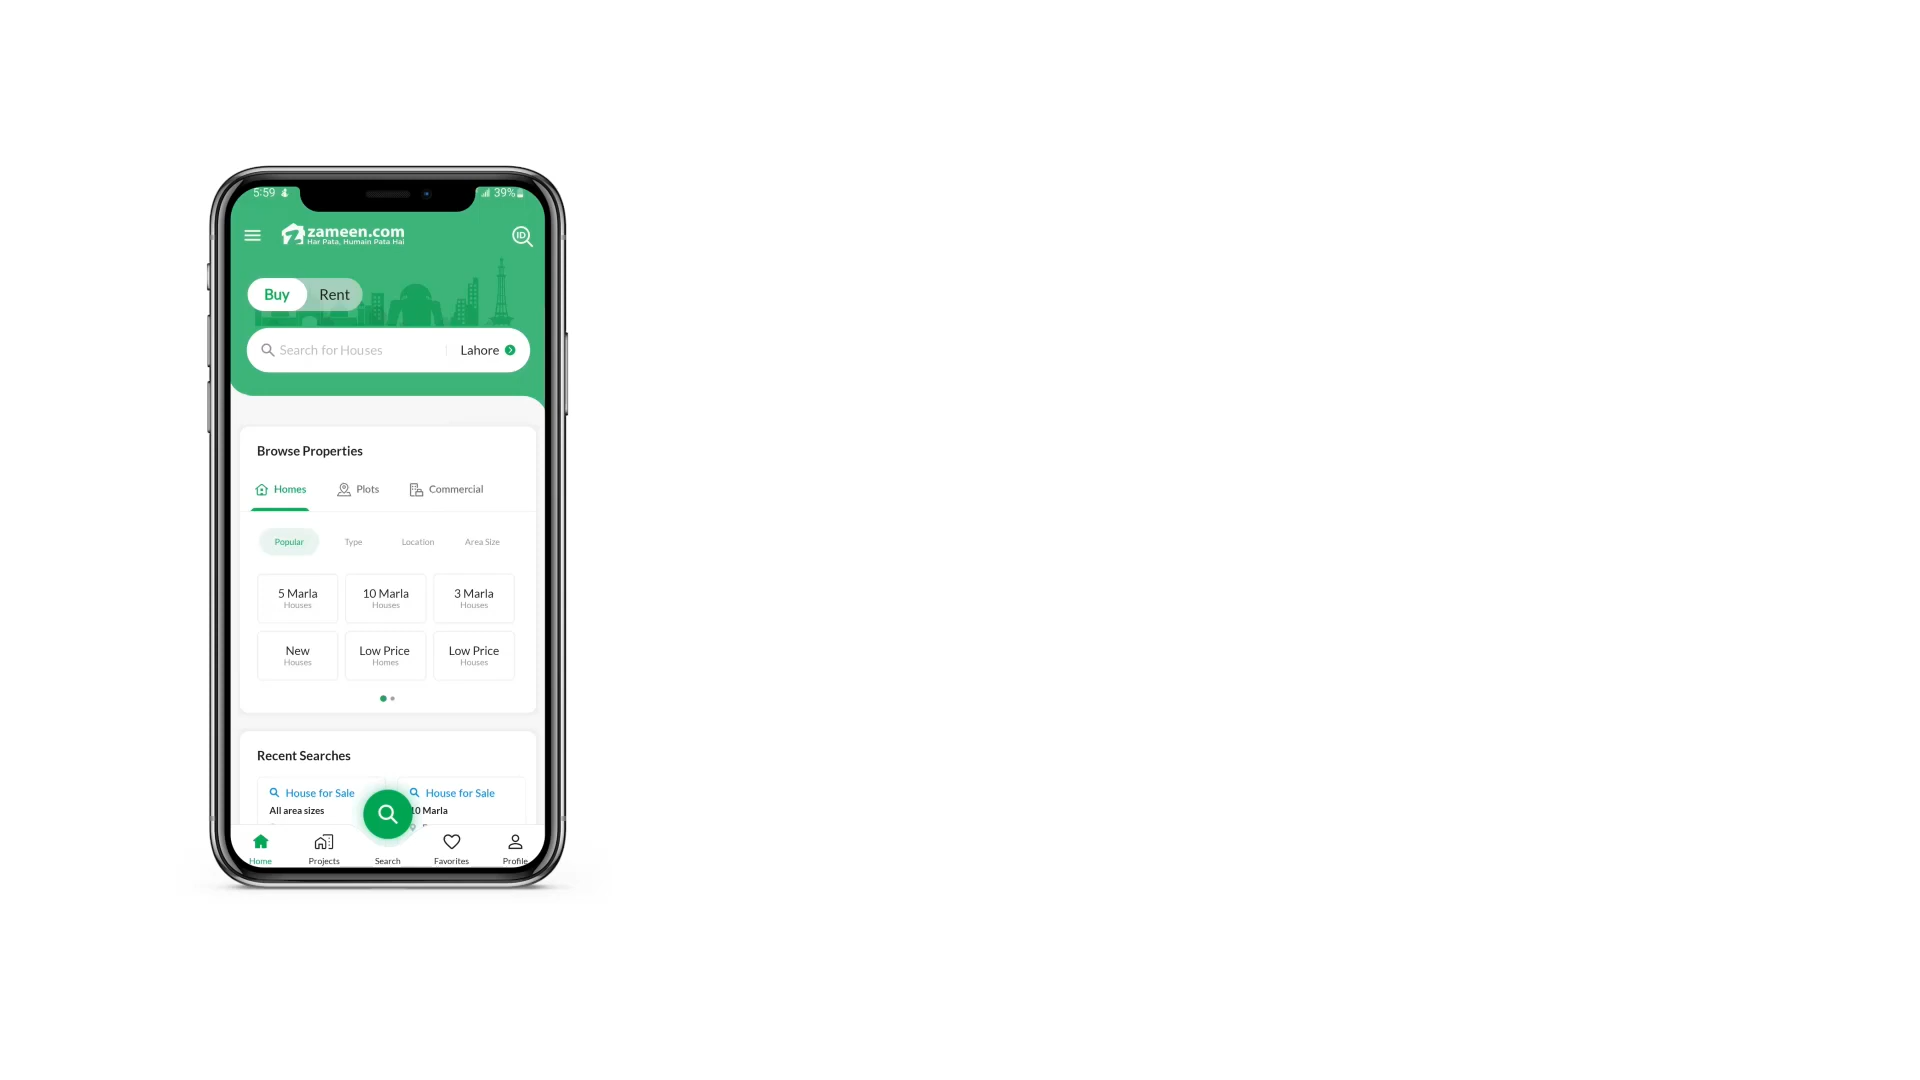 5:59
39%
zameen.com
Har Pata, Humain Pata Hai
ID
Buy Rent
Search for Houses Lahore
Browse Properties
Homes Plots Commercial
Popular Type Location Area Size
5 Marla 10 Marla 3 Marla
Houses Houses Houses
New Low Price Low Price
Houses Homes Houses
Recent Searches
House for Sale House for Sale
All area sizes 10 Marla
Home Projects Search Favorites Profile